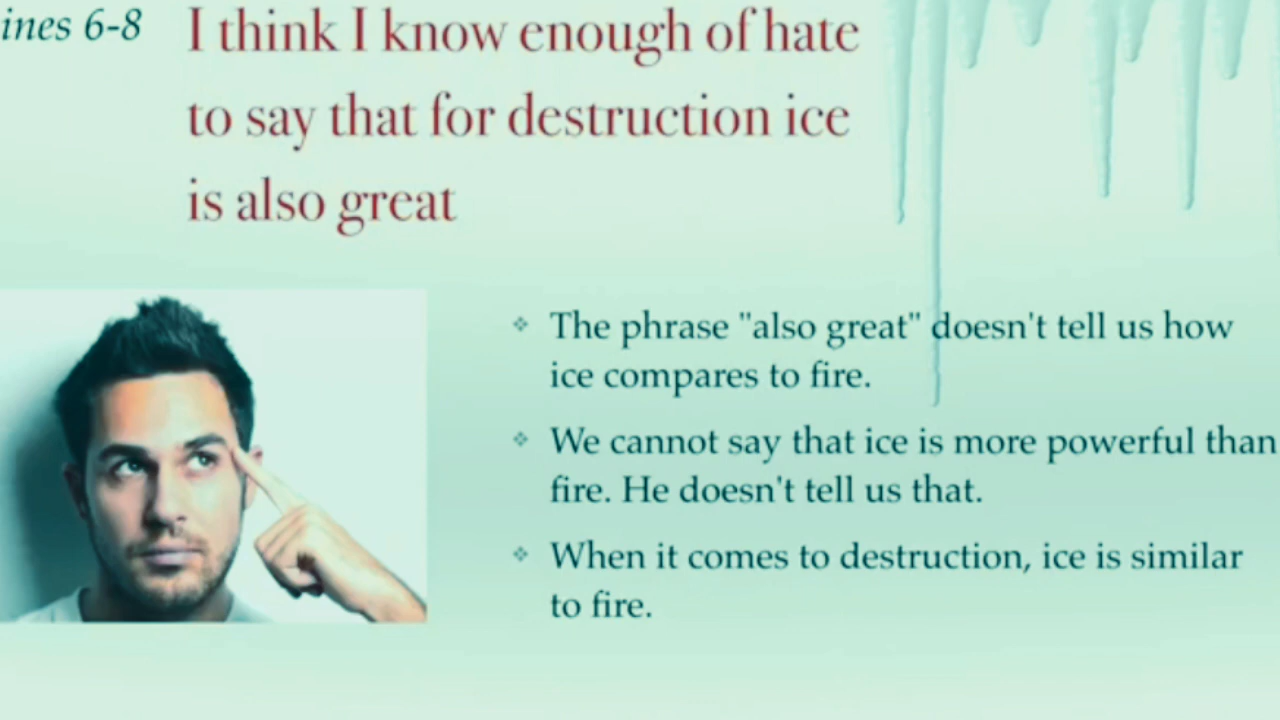 ines 6-8
I think I know enough of hate
to say that for destruction ice
is also great
The phrase "also great" doesn't tell us how
ice compares to fire.
We cannot say that ice is more powerful than
fire. He doesn't tell us that.
When it comes to destruction, ice is similar
to fire.